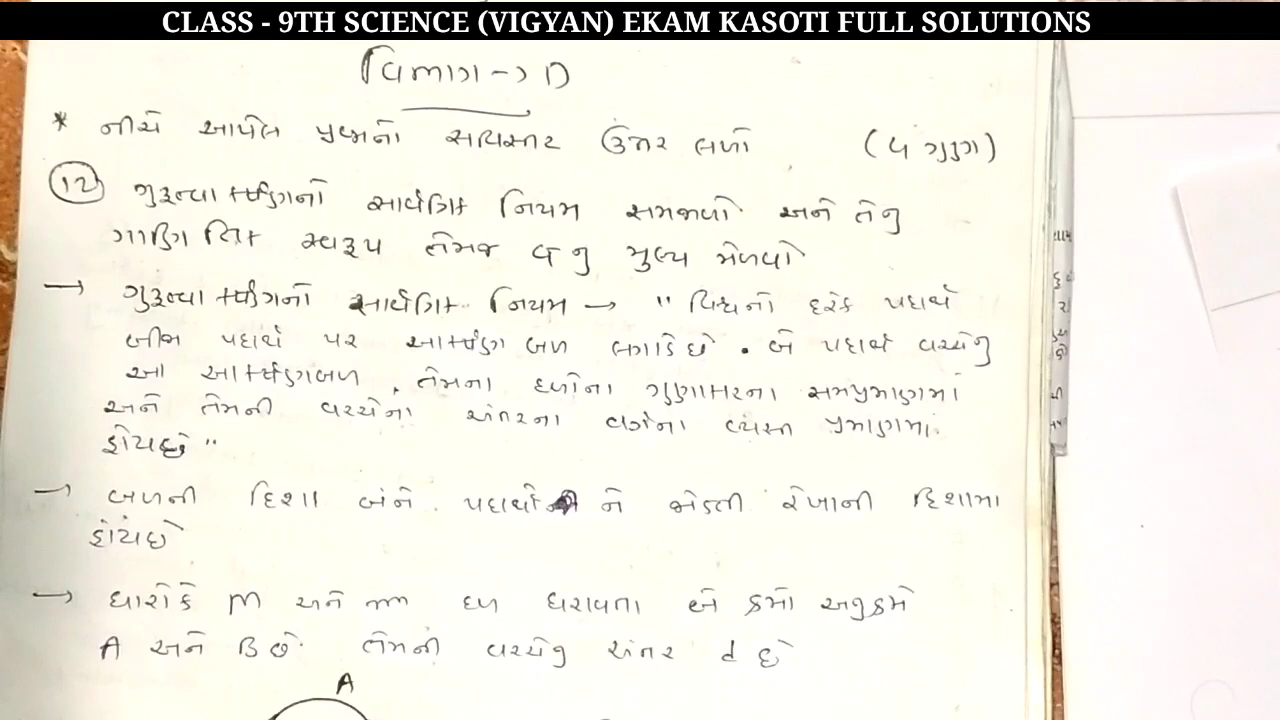 CLASS - 9TH SCIENCE (VIGYAN) EKAM KASOTI FULL SOLUTIONS
વિભાગ -> D
* નીચે આપેલ પ્રશ્નનો સવિસ્તાર ઉત્તર લખો (૫ ગુણ)
12 ગુરૂત્વાકર્ષણનો સાર્વત્રિક નિયમ સમજાવો અને તેનુ
ગાણિતિક સ્વરૂપ તેમજ G નુ મુલ્ય મેળવો
→ ગુરૂત્વાકર્ષણનો સાર્વત્રિક નિયમ → " વિશ્વનો દરેક પદાર્થ
બીજા પદાર્થ પર આકર્ષણ બળ લગાડે છે . બે પદાર્થ વચ્ચેનુ
આ આકર્ષણબળ , તેમના દળોના ગુણાકારના સમપ્રમાણમાં
અને તેમની વચ્ચેના અંતરના વર્ગના વ્યસ્ત પ્રમાણમાં
હોય છે "
→ બળની દિશા બંને પદાર્થો ને જોડતી રેખાની દિશામા
હોય છે
→ ધારો કે M અને m દળ ધરાવતા બે અનુક્રમે
A અને B છે તેમની વચ્ચેનુ અંતર d છે
A